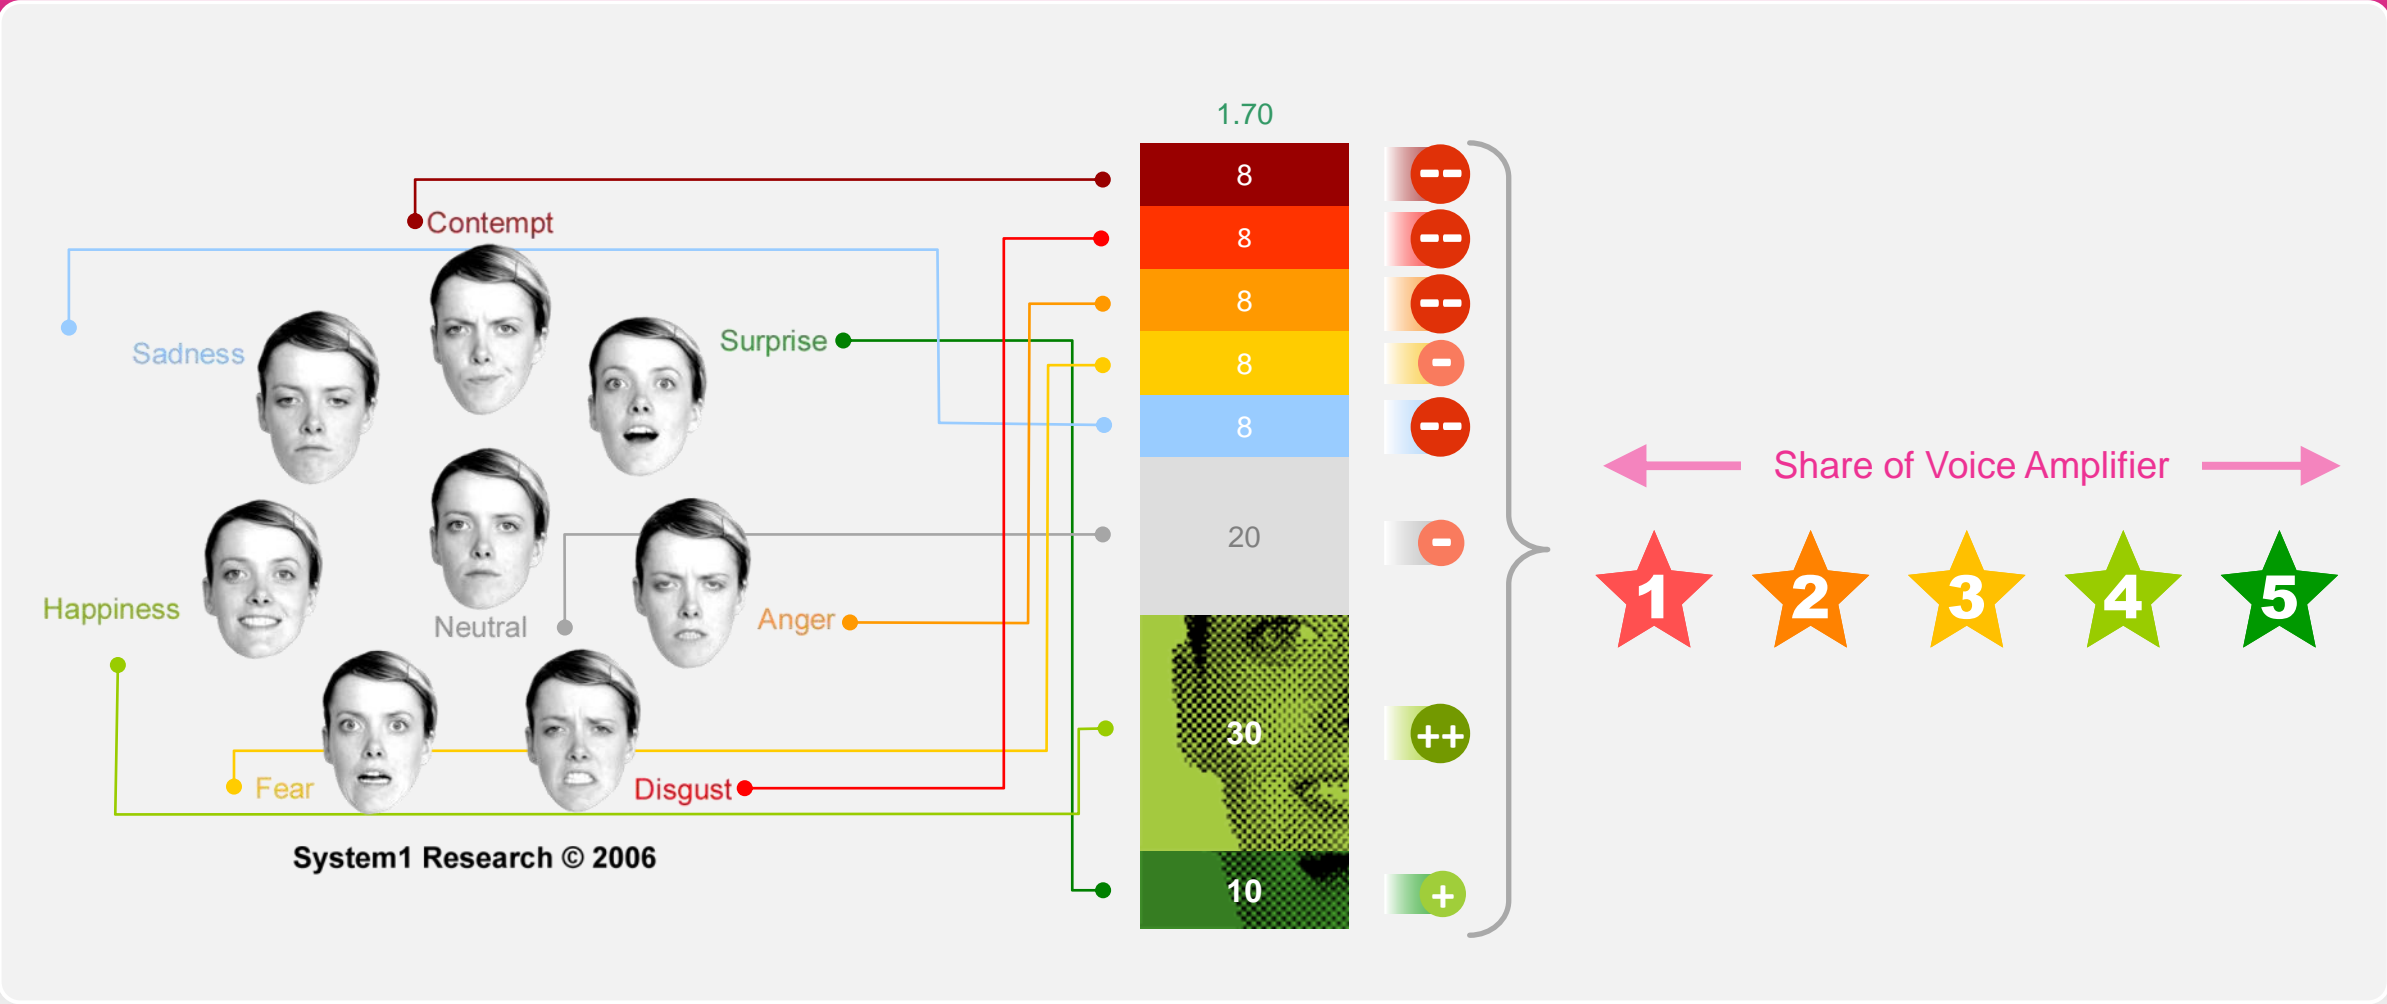 1.70
Contempt
Sadness
Surprise
Happiness
Neutral
Anger
Fear
Disgust
System1 Research © 2006
8
--
8
--
8
--
8
-
8
--
20
-
30
++
10
+
Share of Voice Amplifier
1 2 3 4 5